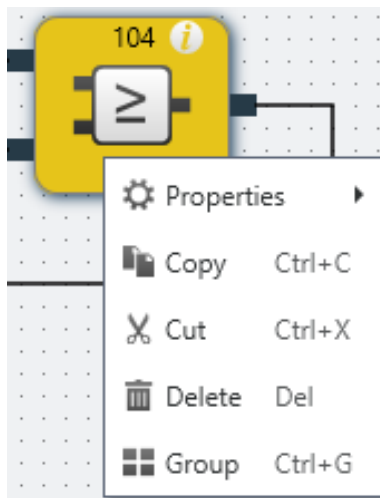 104 i
≥
Properties
Copy Ctrl+C
Cut Ctrl+X
Delete Del
Group Ctrl+G